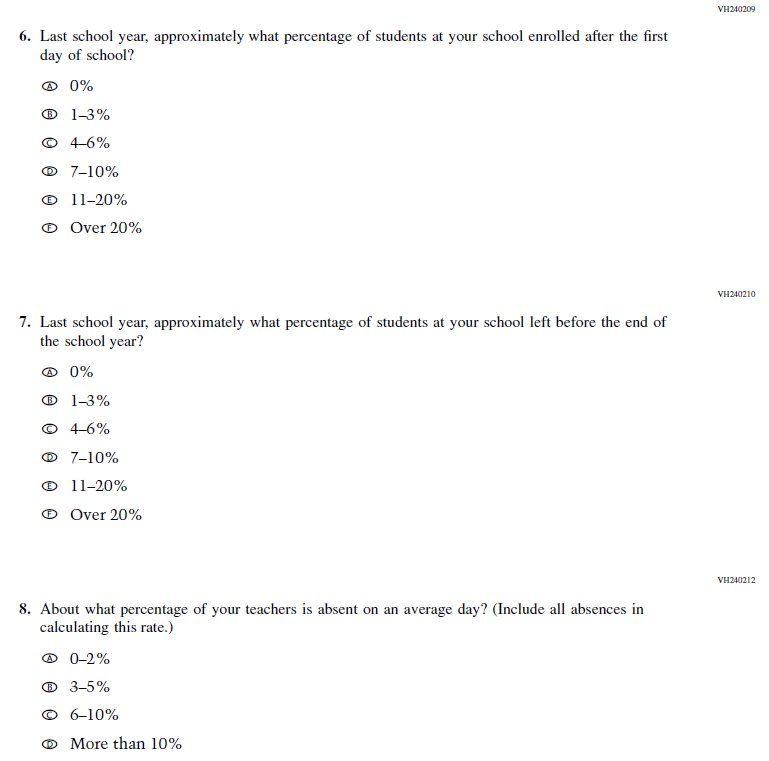 VH240209
6. Last school year, approximately what percentage of students at your school enrolled after the first
day of school?
Ⓐ 0%
Ⓑ 1–3%
Ⓒ 4–6%
Ⓓ 7–10%
Ⓔ 11–20%
Ⓕ Over 20%
VH240210
7. Last school year, approximately what percentage of students at your school left before the end of
the school year?
Ⓐ 0%
Ⓑ 1–3%
Ⓒ 4–6%
Ⓓ 7–10%
Ⓔ 11–20%
Ⓕ Over 20%
VH240212
8. About what percentage of your teachers is absent on an average day? (Include all absences in
calculating this rate.)
Ⓐ 0–2%
Ⓑ 3–5%
Ⓒ 6–10%
Ⓓ More than 10%